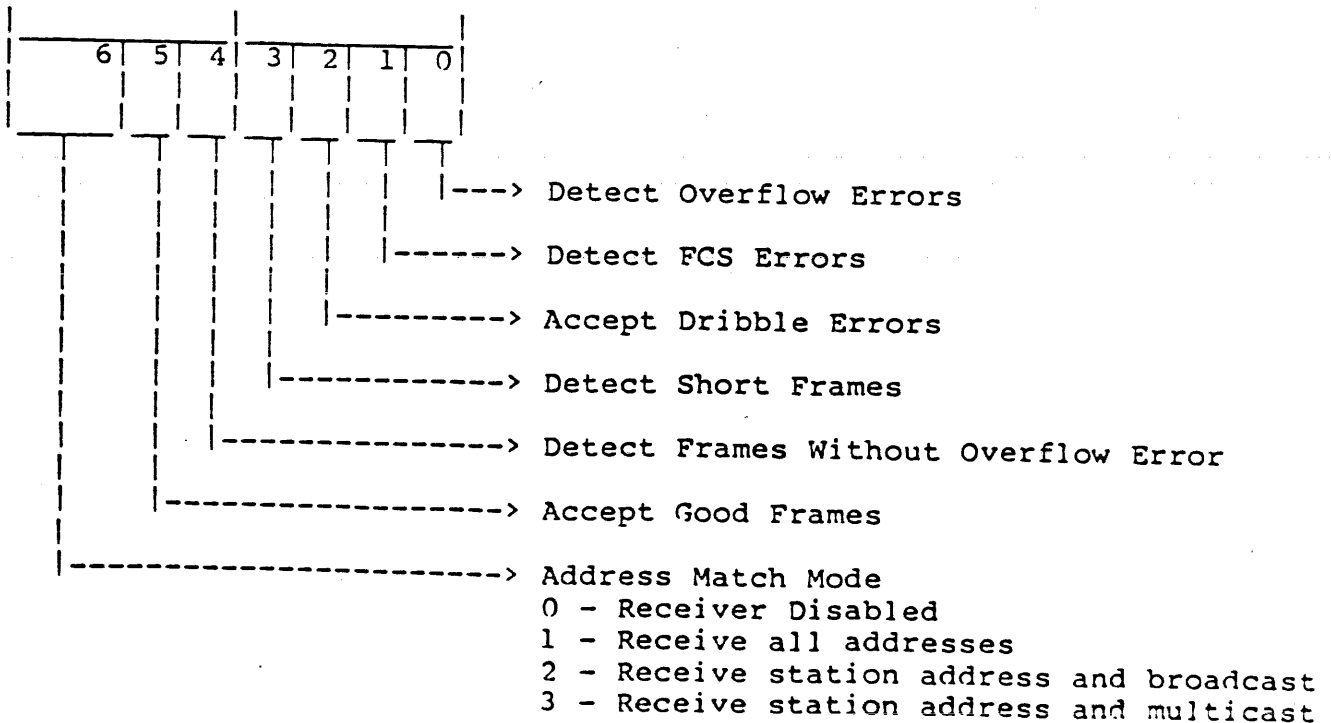 6 5 4 3 2 1 0
Detect Overflow Errors
Detect FCS Errors
Accept Dribble Errors
Detect Short Frames
Detect Frames Without Overflow Error
Accept Good Frames
Address Match Mode
0 - Receiver Disabled
1 - Receive all addresses
2 - Receive station address and broadcast
3 - Receive station address and multicast